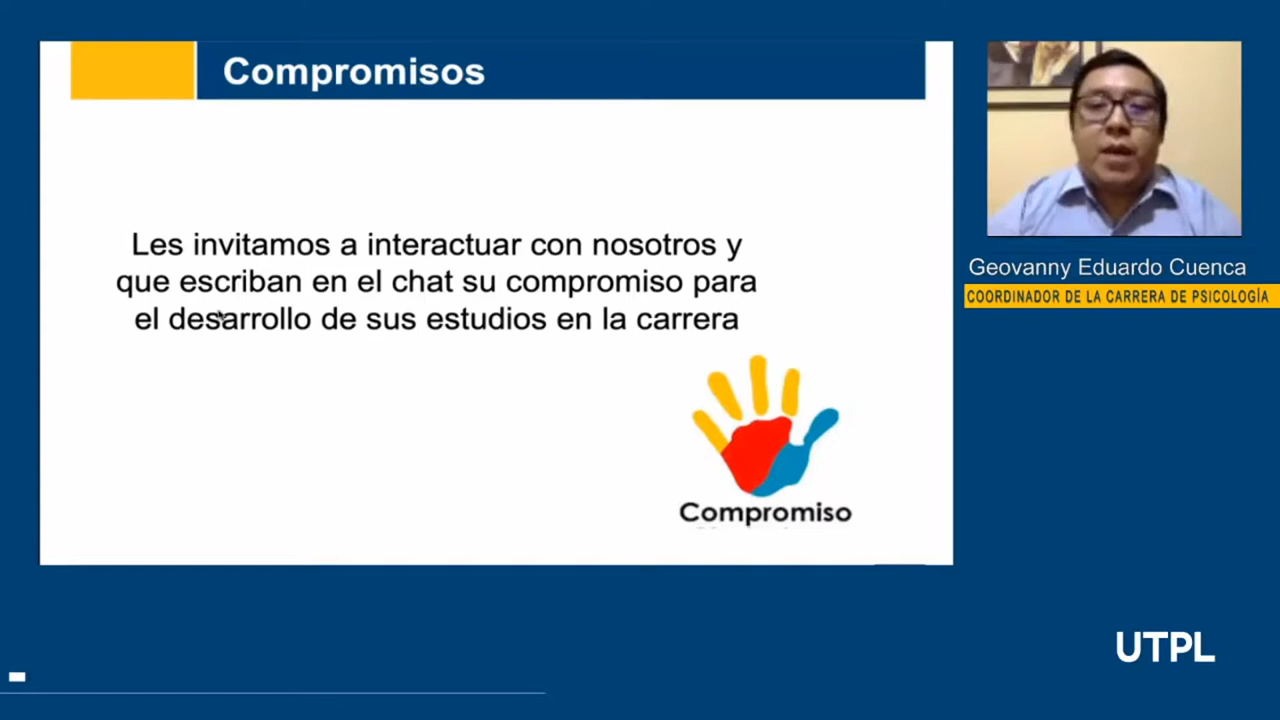 Compromisos
Les invitamos a interactuar con nosotros y
que escriban en el chat su compromiso para
el desarrollo de sus estudios en la carrera
Compromiso
Geovanny Eduardo Cuenca
COORDINADOR DE LA CARRERA DE PSICOLOGÍA
UTPL